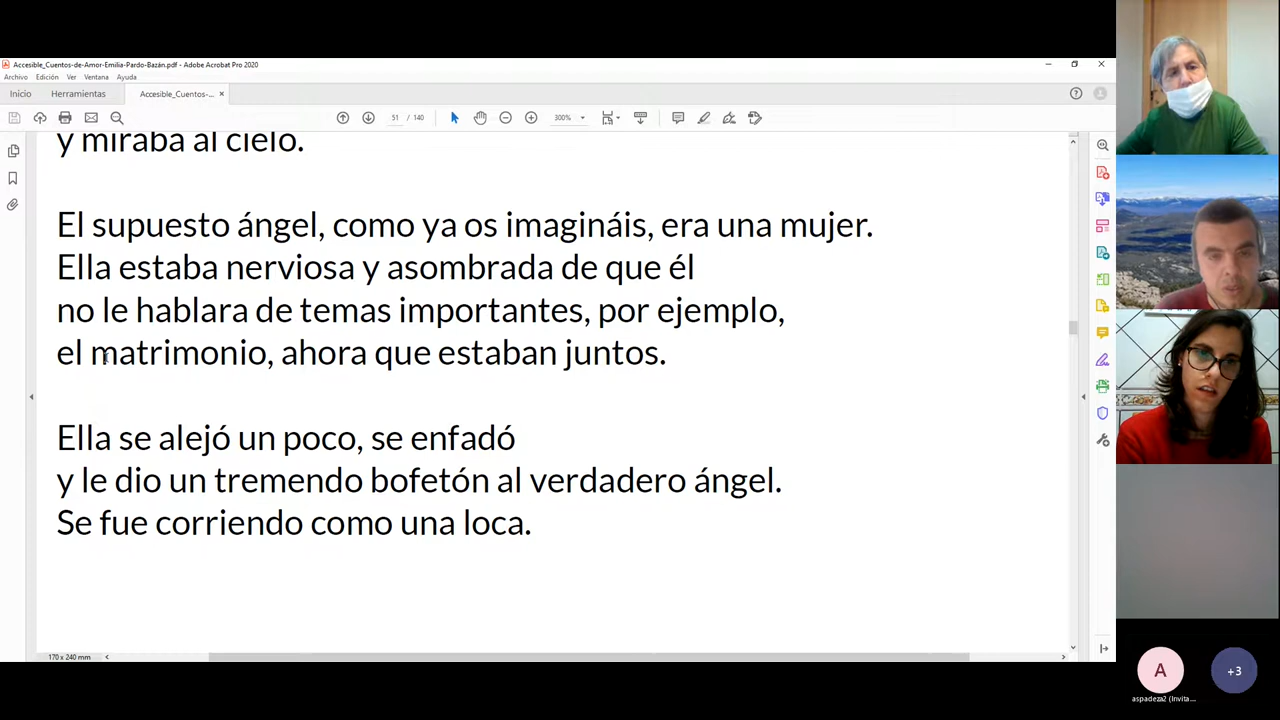 Accesible_Cuentos-de-Amor-Emilia-Pardo-Bazán.pdf - Adobe Acrobat Pro 2020
Archivo Edición Ver Ventana Ayuda
Inicio Herramientas Accesible_Cuentos-... ×
51 / 140 300%
y miraba al cielo.
El supuesto ángel, como ya os imagináis, era una mujer.
Ella estaba nerviosa y asombrada de que él
no le hablara de temas importantes, por ejemplo,
el matrimonio, ahora que estaban juntos.
Ella se alejó un poco, se enfadó
y le dio un tremendo bofetón al verdadero ángel.
Se fue corriendo como una loca.
170 x 240 mm
A
+3
aspadeza2 (Invita...